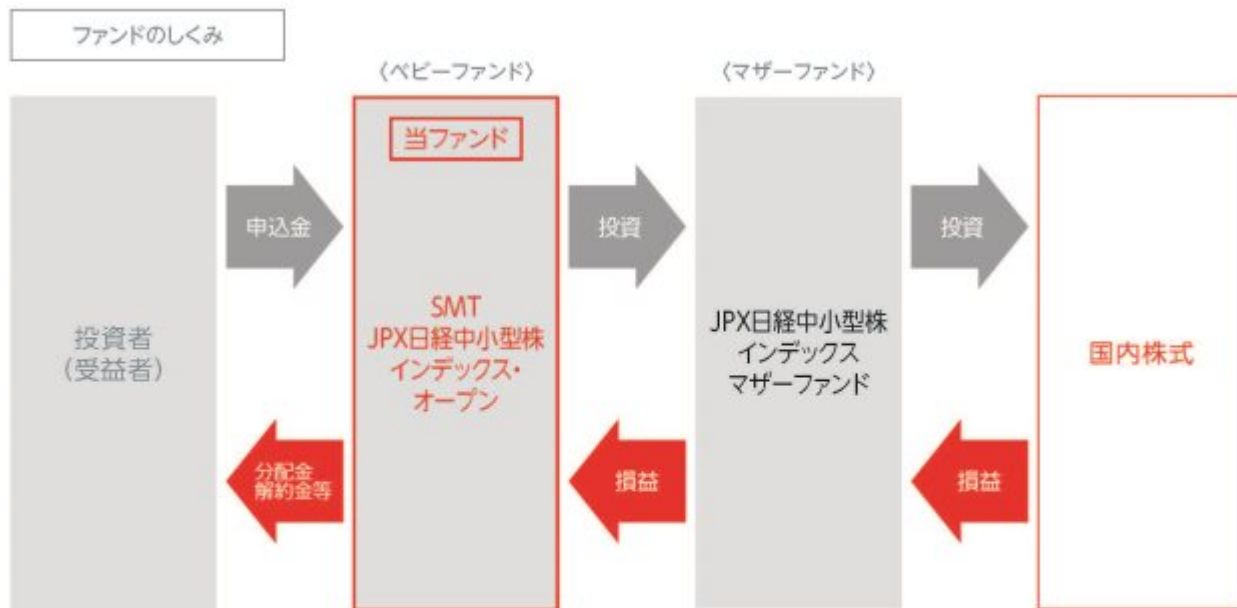 ファンドのしくみ
〈ベビーファンド〉
〈マザーファンド〉
投資者
(受益者)
申込金
分配金
解約金等
当ファンド
SMT
JPX日経中小型株
インデックス・
オープン
投資
損益
JPX日経中小型株
インデックス
マザーファンド
投資
損益
国内株式